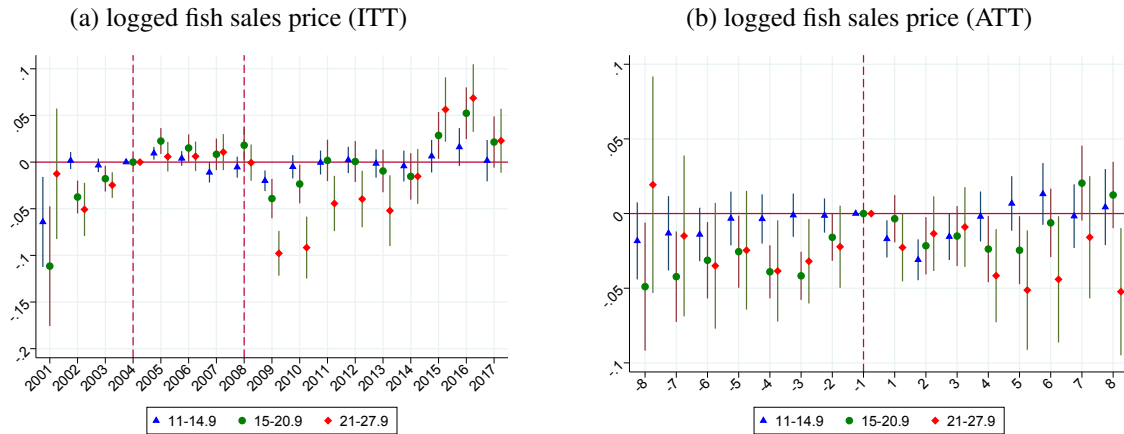 (a) logged fish sales price (ITT)
.1
.05
0
-.05
-.1
-.15
-.2
2001 2002 2003 2004 2005 2006 2007 2008 2009 2010 2011 2012 2013 2014 2015 2016 2017
11-14.9 15-20.9 21-27.9
(b) logged fish sales price (ATT)
.1
.05
0
-.05
-.1
-8 -7 -6 -5 -4 -3 -2 -1 1 2 3 4 5 6 7 8
11-14.9 15-20.9 21-27.9